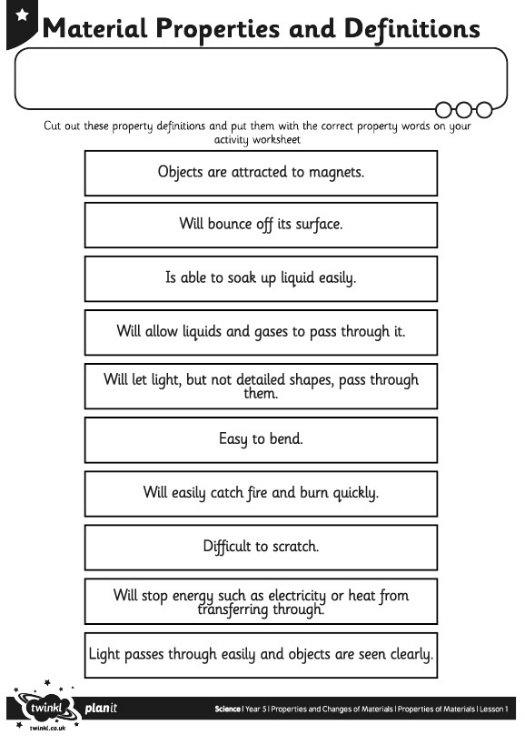 Material Properties and Definitions
Cut out these property definitions and put them with the correct property words on your
activity worksheet
Objects are attracted to magnets.
Will bounce off its surface.
Is able to soak up liquid easily.
Will allow liquids and gases to pass through it.
Will let light, but not detailed shapes, pass through
them.
Easy to bend.
Will easily catch fire and burn quickly.
Difficult to scratch.
Will stop energy such as electricity or heat from
transferring through.
Light passes through easily and objects are seen clearly.
twinkl planit
twinkl.co.uk
Science | Year 5 | Properties and Changes of Materials | Properties of Materials | Lesson 1